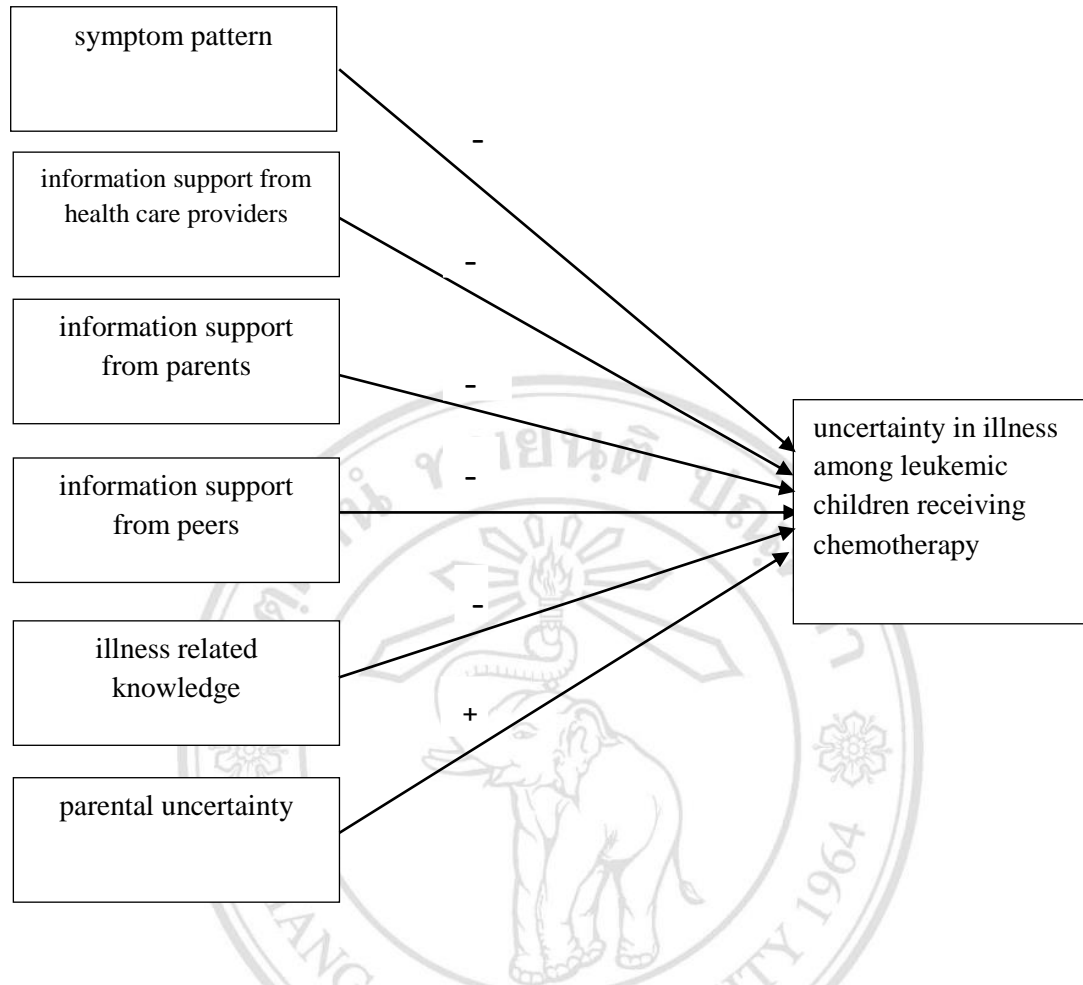 symptom pattern
-
information support from
health care providers
-
information support
from parents
-
information support
from peers
-
illness related
knowledge
-
parental uncertainty
+
uncertainty in illness
among leukemic
children receiving
chemotherapy
1964